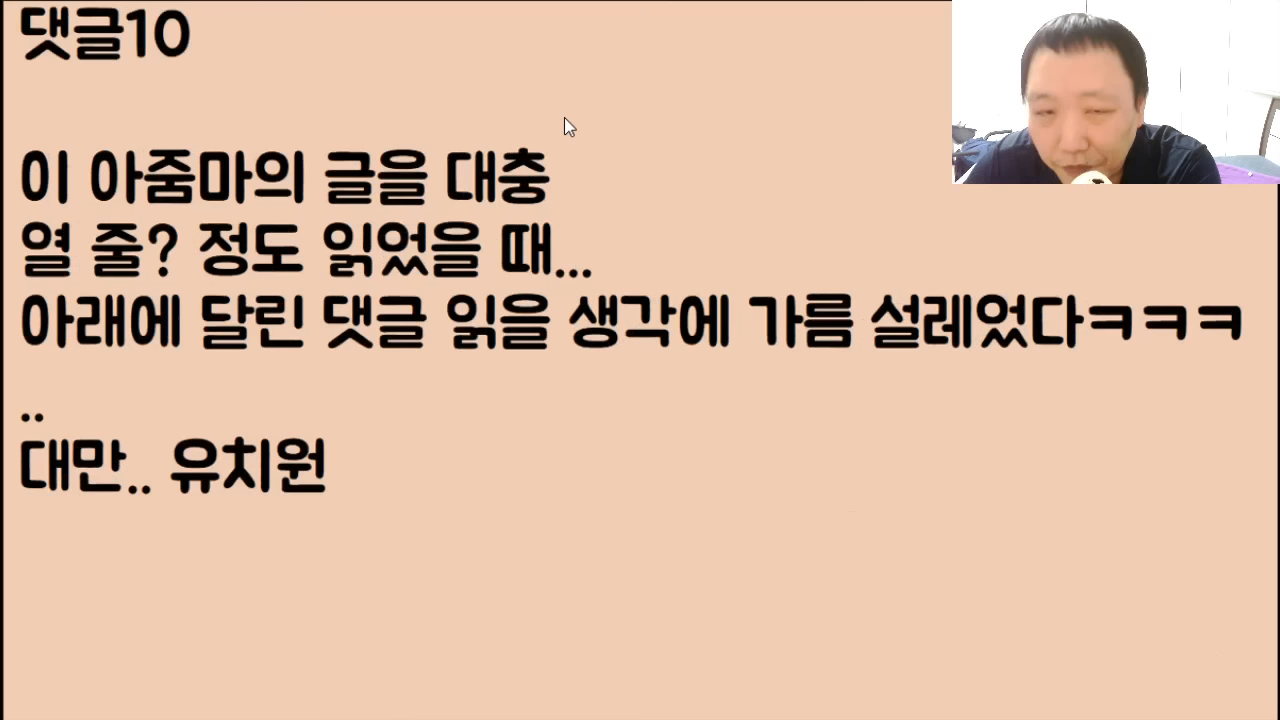 댓글10
이 아줌마의 글을 대충
열 줄? 정도 읽었을 때...
아래에 달린 댓글 읽을 생각에 가름 설레었다ㅋㅋㅋ
..
대만.. 유치원